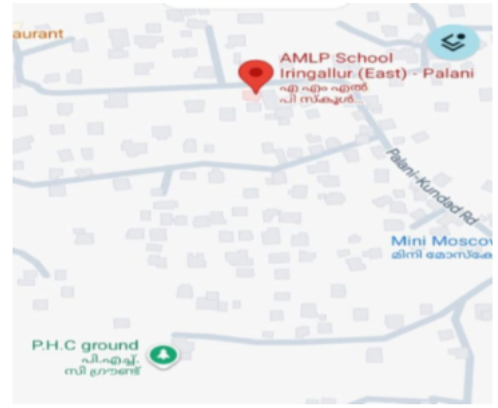 aurant
AMLP School
Iringallur (East) - Palani
എ എം എൽ
പി സ്കൂൾ...
Palani-Kundad Rd
Mini Moscow
മിനി മോസ്കോ
P.H.C ground
പി.എച്ച്.
സി ഗ്രൗണ്ട്